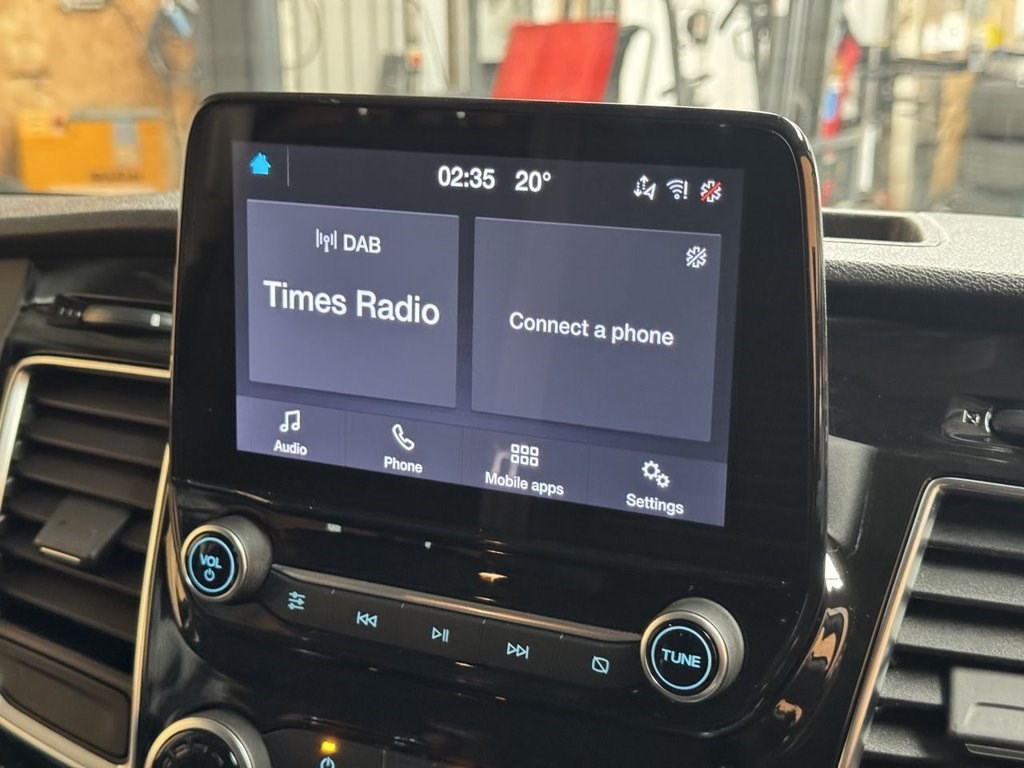 02:35 20°
DAB
Times Radio
Connect a phone
Audio
Phone
Mobile apps
Settings
VOL
TUNE